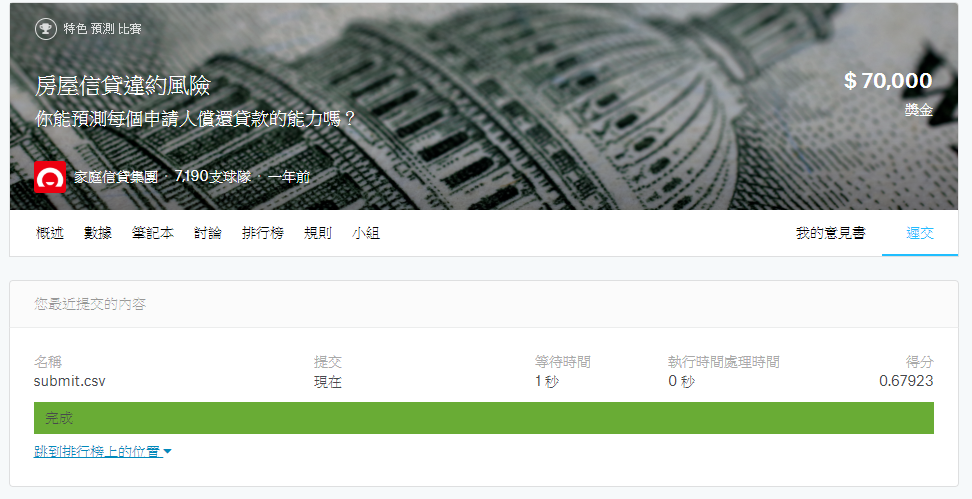 特色 預測 比賽
房屋信貸違約風險
你能預測每個申請人償還貸款的能力嗎？
$ 70,000
獎金
家庭信貸集團 · 7,190支球隊 · 一年前
概述 數據 筆記本 討論 排行榜 規則 小組 我的意見書 遲交
您最近提交的內容
名稱 提交 等待時間 執行時間處理時間 得分
submit.csv 現在 1 秒 0 秒 0.67923
完成
跳到排行榜上的位置